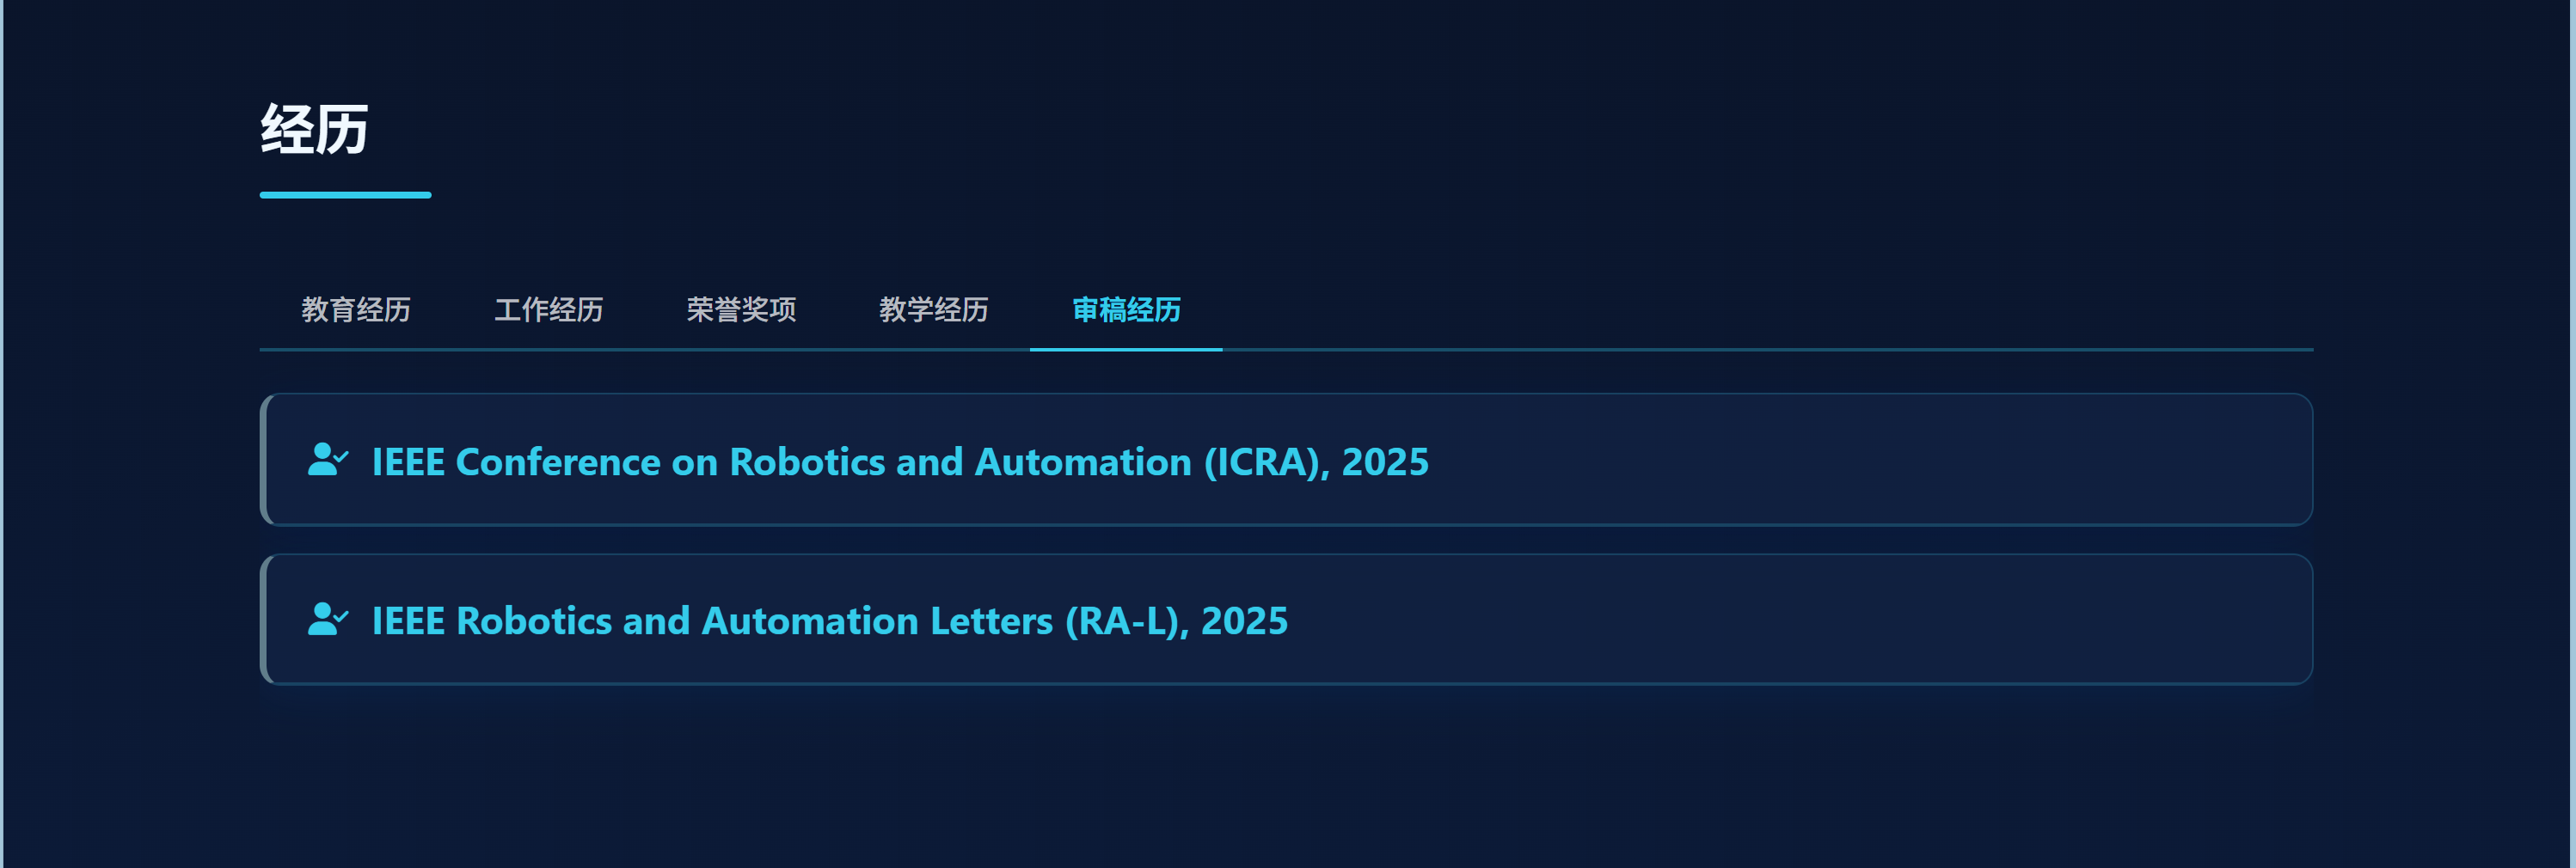 经历
教育经历 工作经历 荣誉奖项 教学经历 审稿经历
IEEE Conference on Robotics and Automation (ICRA), 2025
IEEE Robotics and Automation Letters (RA-L), 2025